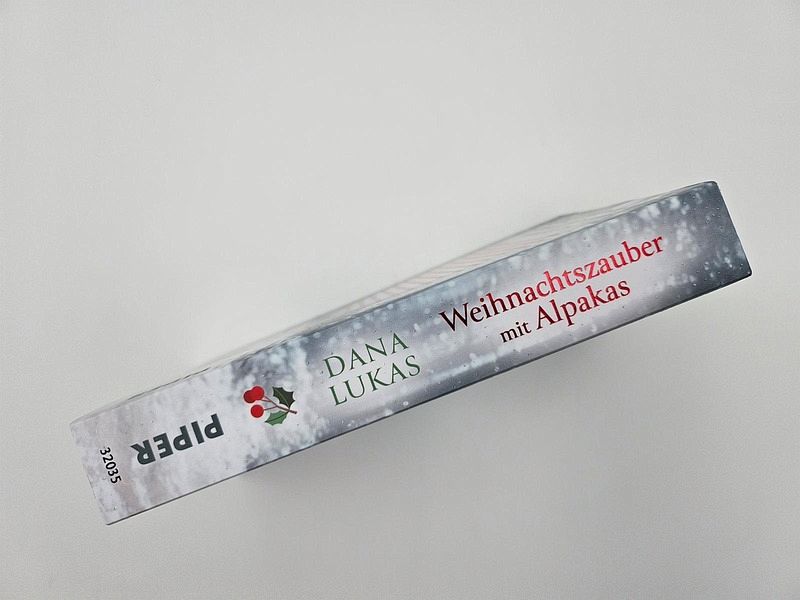 DANA
LUKAS
Weihnachtszauber
mit Alpakas
PIPER
32035